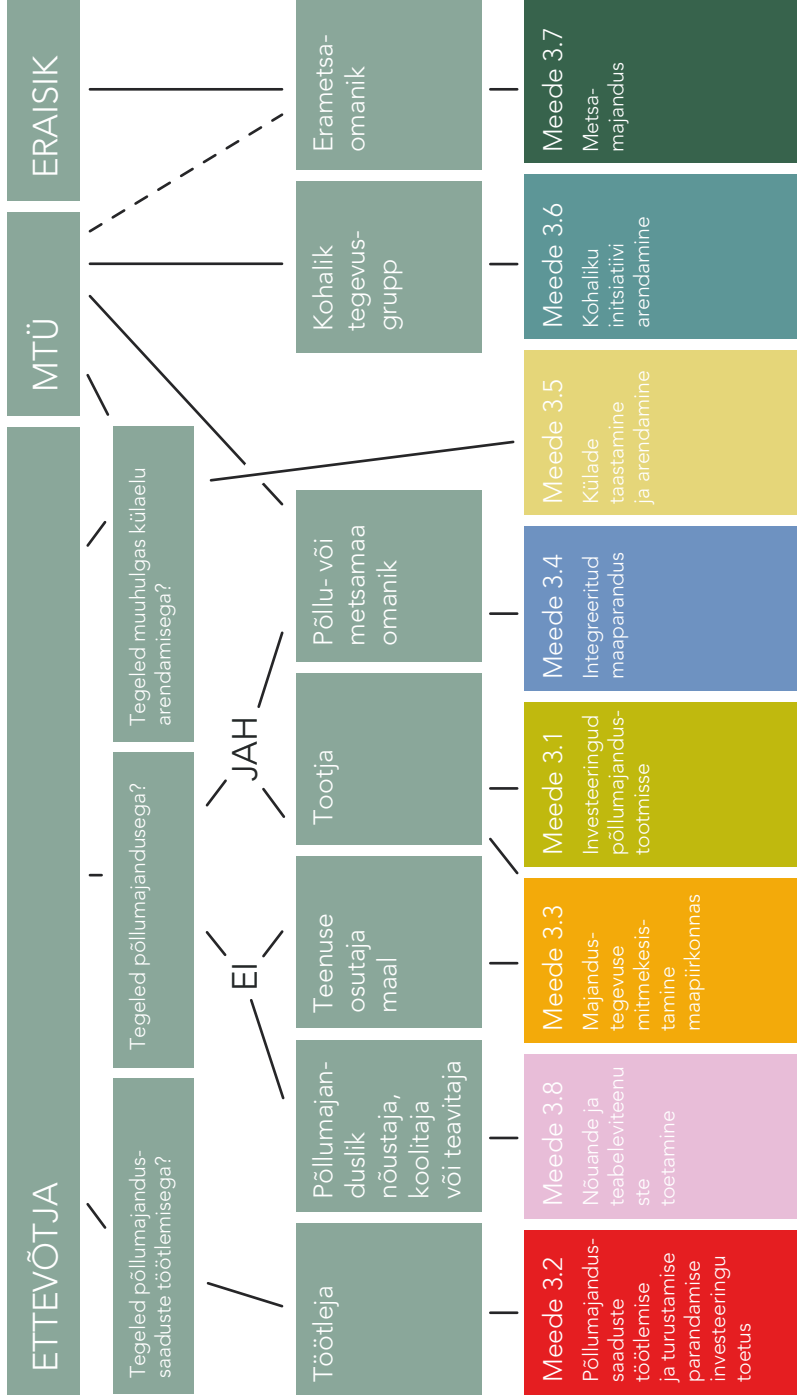 ETTEVÕTJA
MTÜ
ERAISIK
Tegeled põllumajandus-
saaduste töötlemisega?
Tegeled põllumajandusega?
Tegeled muuhulgas külaelu
arendamisega?
EI
JAH
Töötleja
Põllumajan-
duslik
nõustaja,
koolitaja
või teavitaja
Teenuse
osutaja
maal
Tootja
Põllu- või
metsamaa
omanik
Kohalik
tegevus-
grupp
Erametsa-
omanik
Meede 3.2
Põllumajandus-
saaduste
töötlemise
ja turustamise
parandamise
investeeringu
toetus
Meede 3.8
Nõuande ja
teabeleviteenu
ste
toetamine
Meede 3.3
Majandus-
tegevuse
mitmekesis-
tamine
maapiirkonnas
Meede 3.1
Investeeringud
põllumajandus-
tootmisse
Meede 3.4
Integreeritud
maaparandus
Meede 3.5
Külade
taastamine
ja arendamine
Meede 3.6
Kohaliku
initsiatiivi
arendamine
Meede 3.7
Metsa-
majandus